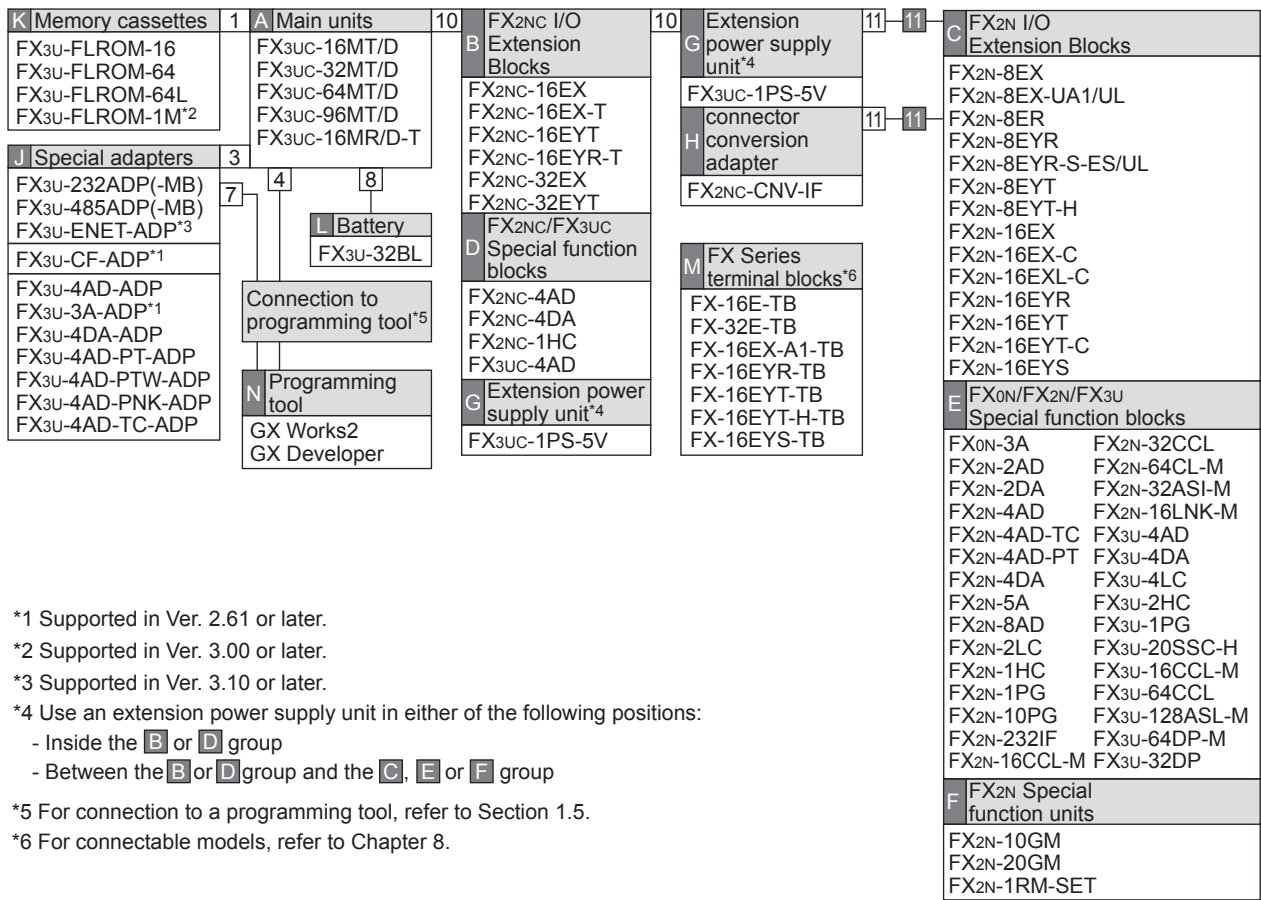 K Memory cassettes
FX3U-FLROM-16
FX3U-FLROM-64
FX3U-FLROM-64L
FX3U-FLROM-1M*2
1
J Special adapters
FX3U-232ADP(-MB)
FX3U-485ADP(-MB)
FX3U-ENET-ADP*3
FX3U-CF-ADP*1
FX3U-4AD-ADP
FX3U-3A-ADP*1
FX3U-4DA-ADP
FX3U-4AD-PT-ADP
FX3U-4AD-PTW-ADP
FX3U-4AD-PNK-ADP
FX3U-4AD-TC-ADP
3
7
A Main units
FX3UC-16MT/D
FX3UC-32MT/D
FX3UC-64MT/D
FX3UC-96MT/D
FX3UC-16MR/D-T
4
8
L Battery
FX3U-32BL
Connection to
programming tool*5
N Programming
tool
GX Works2
GX Developer
10
B FX2NC I/O
Extension
Blocks
FX2NC-16EX
FX2NC-16EX-T
FX2NC-16EYT
FX2NC-16EYR-T
FX2NC-32EX
FX2NC-32EYT
D FX2NC/FX3UC
Special function
blocks
FX2NC-4AD
FX2NC-4DA
FX2NC-1HC
FX3UC-4AD
G Extension power
supply unit*4
FX3UC-1PS-5V
10
G Extension
power supply
unit*4
FX3UC-1PS-5V
H connector
conversion
adapter
FX2NC-CNV-IF
M FX Series
terminal blocks*6
FX-16E-TB
FX-32E-TB
FX-16EX-A1-TB
FX-16EYR-TB
FX-16EYT-TB
FX-16EYT-H-TB
FX-16EYS-TB
11 11
11 11
C FX2N I/O
Extension Blocks
FX2N-8EX
FX2N-8EX-UA1/UL
FX2N-8ER
FX2N-8EYR
FX2N-8EYR-S-ES/UL
FX2N-8EYT
FX2N-8EYT-H
FX2N-16EX
FX2N-16EX-C
FX2N-16EXL-C
FX2N-16EYR
FX2N-16EYT
FX2N-16EYT-C
FX2N-16EYS
E FX0N/FX2N/FX3U
Special function blocks
FX0N-3A FX2N-32CCL
FX2N-2AD FX2N-64CL-M
FX2N-2DA FX2N-32ASI-M
FX2N-4AD FX2N-16LNK-M
FX2N-4AD-TC FX3U-4AD
FX2N-4AD-PT FX3U-4DA
FX2N-4DA FX3U-4LC
FX2N-5A FX3U-2HC
FX2N-8AD FX3U-1PG
FX2N-2LC FX3U-20SSC-H
FX2N-1HC FX3U-16CCL-M
FX2N-1PG FX3U-64CCL
FX2N-10PG FX3U-128ASL-M
FX2N-232IF FX3U-64DP-M
FX2N-16CCL-M FX3U-32DP
F FX2N Special
function units
FX2N-10GM
FX2N-20GM
FX2N-1RM-SET
*1 Supported in Ver. 2.61 or later.
*2 Supported in Ver. 3.00 or later.
*3 Supported in Ver. 3.10 or later.
*4 Use an extension power supply unit in either of the following positions:
- Inside the B or D group
- Between the B or D group and the C, E or F group
*5 For connection to a programming tool, refer to Section 1.5.
*6 For connectable models, refer to Chapter 8.